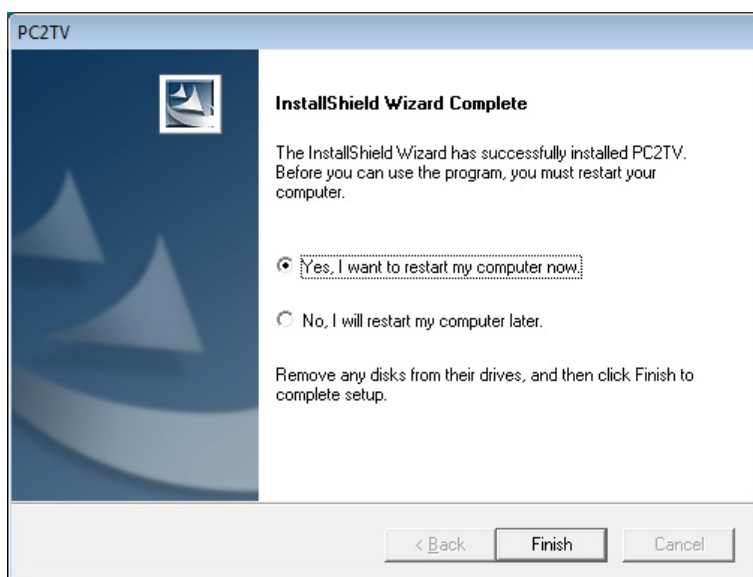 PC2TV
InstallShield Wizard Complete
The InstallShield Wizard has successfully installed PC2TV.
Before you can use the program, you must restart your
computer.
Yes, I want to restart my computer now.
No, I will restart my computer later.
Remove any disks from their drives, and then click Finish to
complete setup.
< Back
Finish
Cancel